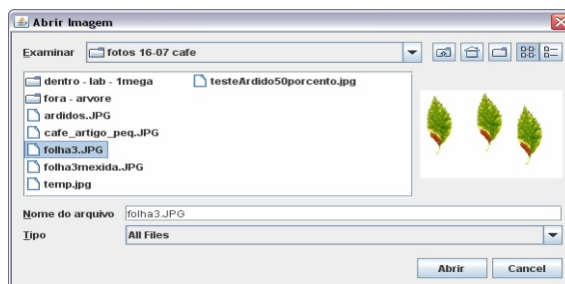 Abrir Imagem
Examinar fotos 16-07 cafe
dentro - lab - 1mega
fora - arvore
ardidos.JPG
cafe_artigo_peq.JPG
folha3.JPG
folha3mexida.JPG
temp.jpg
testeArdido50porcento.jpg
Nome do arquivo folha3.JPG
Tipo All Files
Abrir Cancel